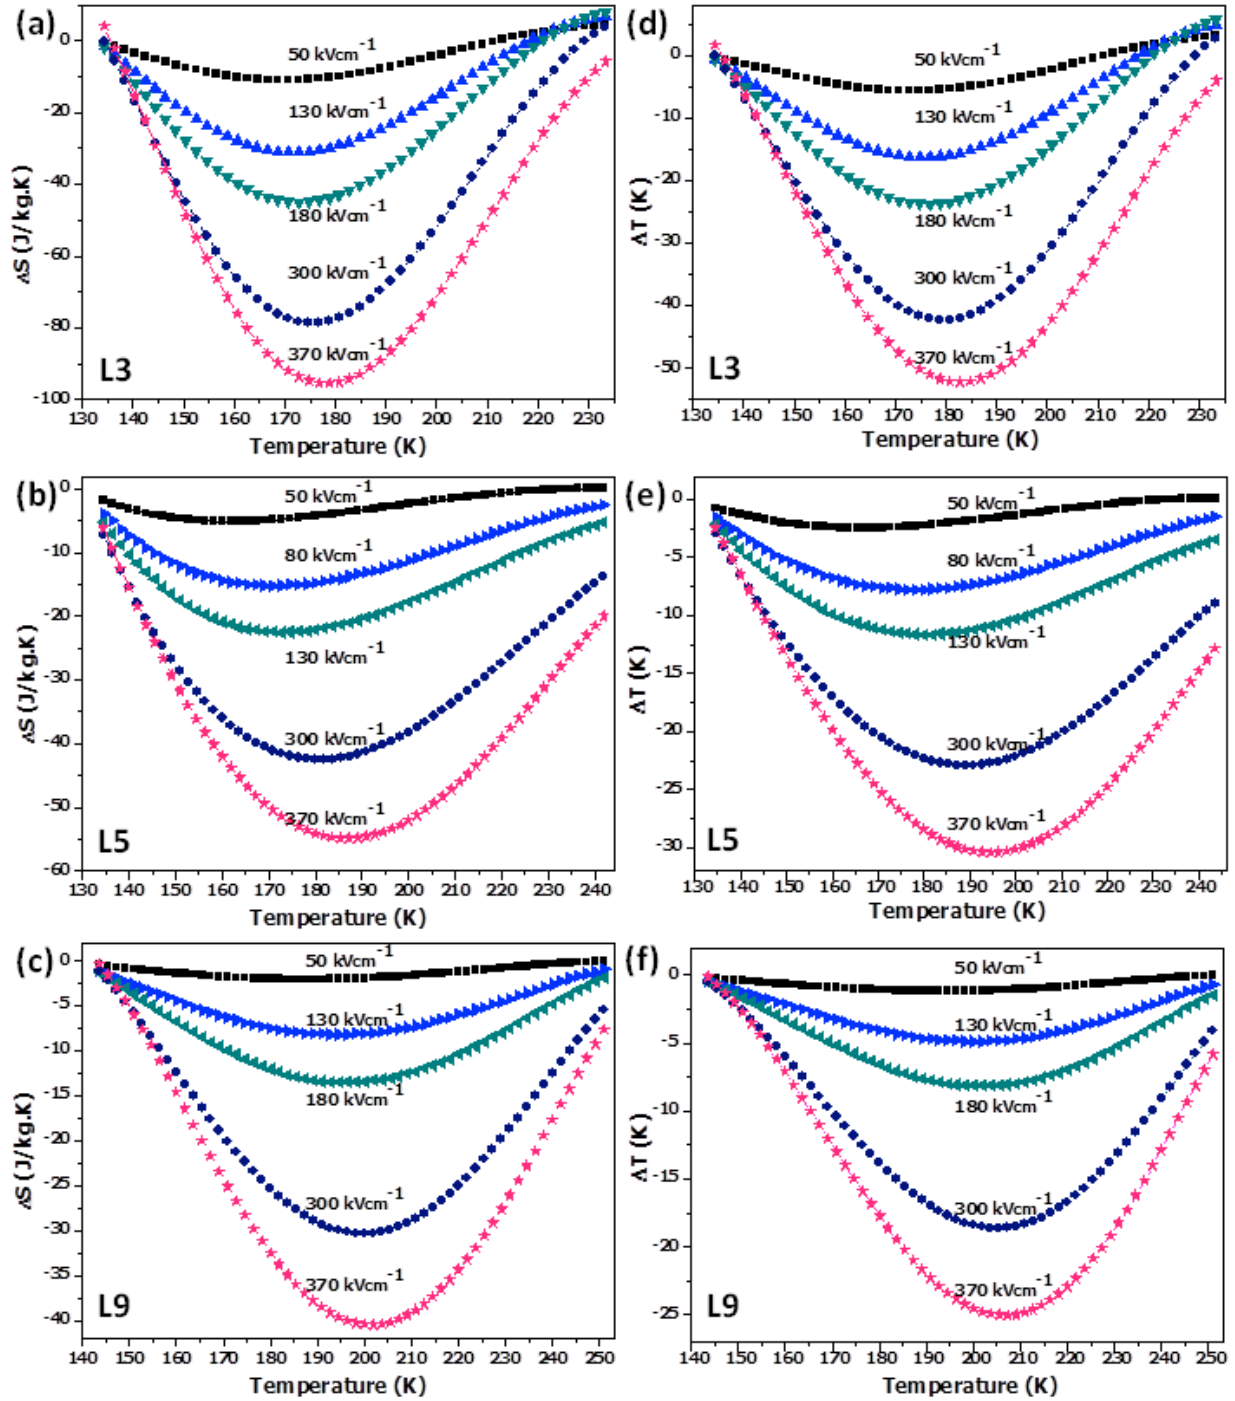 (a)
0
-20
-40
-60
-80
-100
ΔS (J/kg.K)
50 kVcm-1
130 kVcm-1
180 kVcm-1
300 kVcm-1
370 kVcm-1
L3
130 140 150 160 170 180 190 200 210 220 230
Temperature (K)
(d)
0
-10
-20
-30
-40
-50
ΔT (K)
50 kVcm-1
130 kVcm-1
180 kVcm-1
300 kVcm-1
370 kVcm-1
L3
130 140 150 160 170 180 190 200 210 220 230
Temperature (K)
(b)
0
-10
-20
-30
-40
-50
-60
ΔS (J/kg.K)
50 kVcm-1
80 kVcm-1
130 kVcm-1
300 kVcm-1
370 kVcm-1
L5
130 140 150 160 170 180 190 200 210 220 230 240
Temperature (K)
(e)
0
-5
-10
-15
-20
-25
-30
ΔT (K)
50 kVcm-1
80 kVcm-1
130 kVcm-1
300 kVcm-1
370 kVcm-1
L5
130 140 150 160 170 180 190 200 210 220 230 240
Temperature (K)
(c)
0
-5
-10
-15
-20
-25
-30
-35
-40
ΔS (J/kg.K)
50 kVcm-1
130 kVcm-1
180 kVcm-1
300 kVcm-1
370 kVcm-1
L9
140 150 160 170 180 190 200 210 220 230 240 250
Temperature (K)
(f)
0
-5
-10
-15
-20
-25
ΔT (K)
50 kVcm-1
130 kVcm-1
180 kVcm-1
300 kVcm-1
370 kVcm-1
L9
140 150 160 170 180 190 200 210 220 230 240 250
Temperature (K)